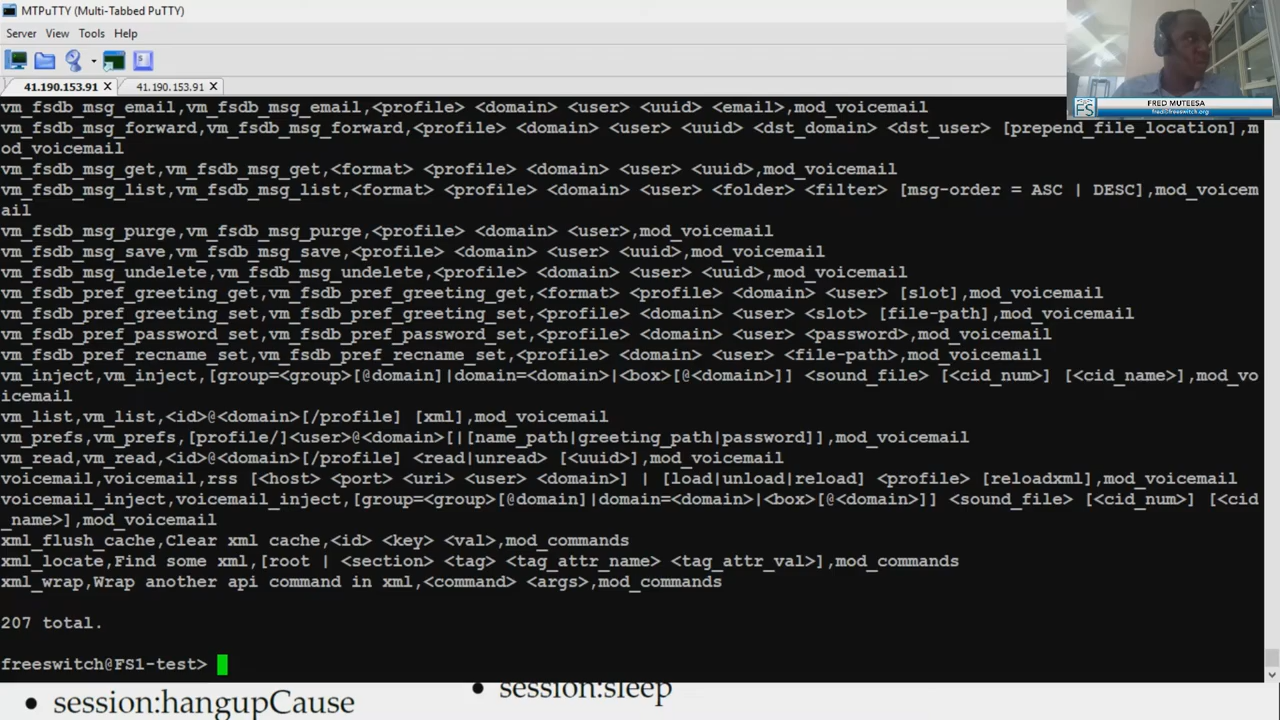 MTPuTTY (Multi-Tabbed PuTTY)
Server View Tools Help
41.190.153.91 41.190.153.91
FRED MUTEESA
fred@freeswitch.org
FS
vm_fsdb_msg_email,vm_fsdb_msg_email,<profile> <domain> <user> <uuid> <email>,mod_voicemail
vm_fsdb_msg_forward,vm_fsdb_msg_forward,<profile> <domain> <user> <uuid> <dst_domain> <dst_user> [prepend_file_location],m
od_voicemail
vm_fsdb_msg_get,vm_fsdb_msg_get,<format> <profile> <domain> <user> <uuid>,mod_voicemail
vm_fsdb_msg_list,vm_fsdb_msg_list,<format> <profile> <domain> <user> <folder> <filter> [msg-order = ASC | DESC],mod_voicem
ail
vm_fsdb_msg_purge,vm_fsdb_msg_purge,<profile> <domain> <user>,mod_voicemail
vm_fsdb_msg_save,vm_fsdb_msg_save,<profile> <domain> <user> <uuid>,mod_voicemail
vm_fsdb_msg_undelete,vm_fsdb_msg_undelete,<profile> <domain> <user> <uuid>,mod_voicemail
vm_fsdb_pref_greeting_get,vm_fsdb_pref_greeting_get,<format> <profile> <domain> <user> [slot],mod_voicemail
vm_fsdb_pref_greeting_set,vm_fsdb_pref_greeting_set,<profile> <domain> <user> <slot> [file-path],mod_voicemail
vm_fsdb_pref_password_set,vm_fsdb_pref_password_set,<profile> <domain> <user> <password>,mod_voicemail
vm_fsdb_pref_recname_set,vm_fsdb_pref_recname_set,<profile> <domain> <user> <file-path>,mod_voicemail
vm_inject,vm_inject,[group=<group>[@domain]|domain=<domain>|<box>[@<domain>]] <sound_file> [<cid_num>] [<cid_name>],mod_vo
icemail
vm_list,vm_list,<id>@<domain>[/profile] [xml],mod_voicemail
vm_prefs,vm_prefs,[profile/]<user>@<domain>[|[name_path|greeting_path|password]],mod_voicemail
vm_read,vm_read,<id>@<domain>[/profile] <read|unread> [<uuid>],mod_voicemail
voicemail,voicemail,rss [<host> <port> <uri> <user> <domain>] | [load|unload|reload] <profile> [reloadxml],mod_voicemail
voicemail_inject,voicemail_inject,[group=<group>[@domain]|domain=<domain>|<box>[@<domain>]] <sound_file> [<cid_num>] [<cid
_name>],mod_voicemail
xml_flush_cache,Clear xml cache,<id> <key> <val>,mod_commands
xml_locate,Find some xml,[root | <section> <tag> <tag_attr_name> <tag_attr_val>],mod_commands
xml_wrap,Wrap another api command in xml,<command> <args>,mod_commands
207 total.
freeswitch@FS1-test>
• session:hangupCause • session:sleep